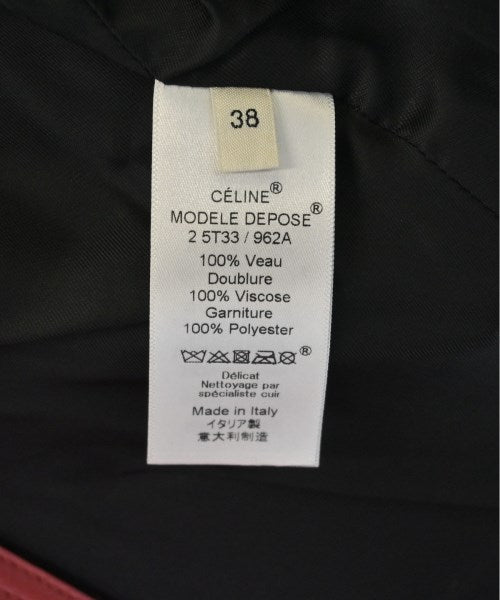 38
CÉLINE®
MODELE DEPOSE®
2 5T33 / 962A
100% Veau
Doublure
100% Viscose
Garniture
100% Polyester
®
Délicat
Nettoyage par
spécialiste cuir
Made in Italy
イタリア製
意大利制造